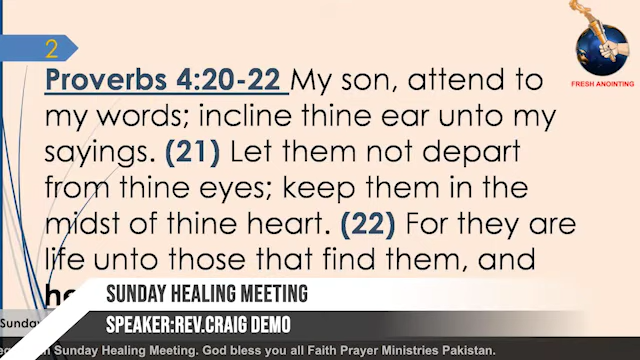 2
FRESH ANOINTING
Proverbs 4:20-22 My son, attend to
my words; incline thine ear unto my
sayings. (21) Let them not depart
from thine eyes; keep them in the
midst of thine heart. (22) For they are
life unto those that find them, and
he
SUNDAY HEALING MEETING
Sunday
SPEAKER:REV.CRAIG DEMO
Sunday Healing Meeting. God bless you all Faith Prayer Ministries Pakistan.